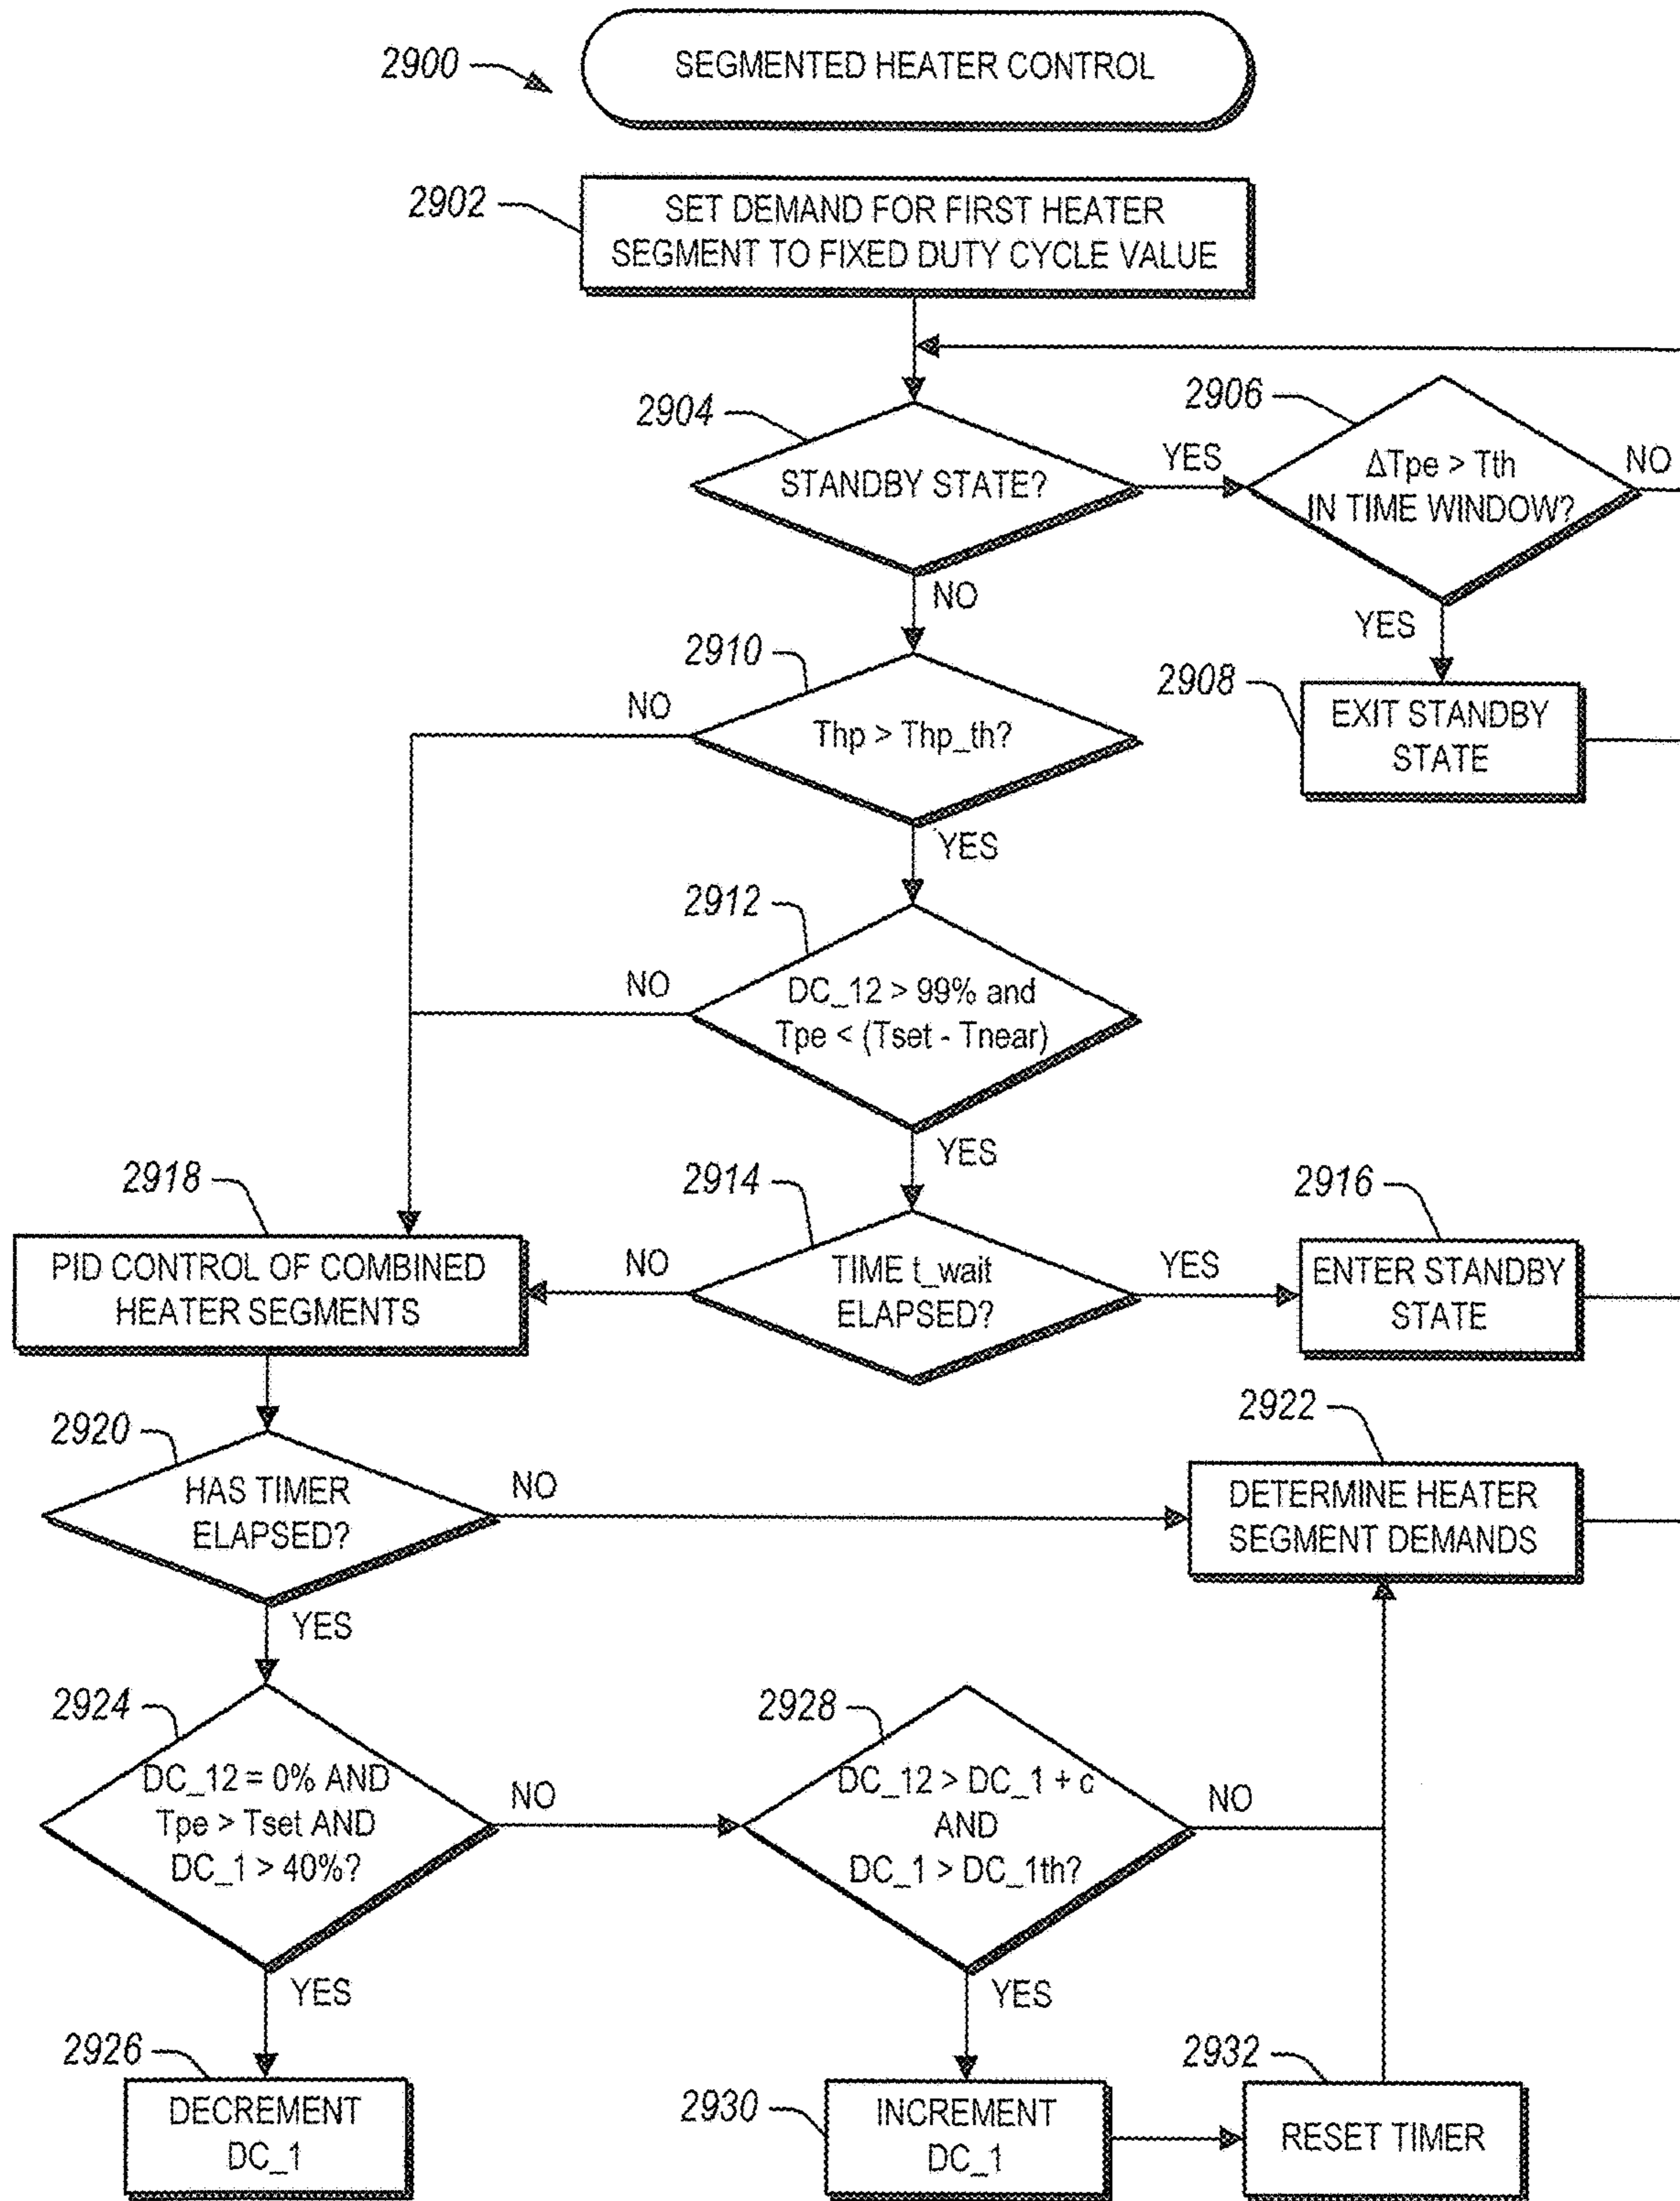 2900
SEGMENTED HEATER CONTROL
2902
SET DEMAND FOR FIRST HEATER
SEGMENT TO FIXED DUTY CYCLE VALUE
2904
STANDBY STATE?
YES
NO
2906
ΔTpe > Tth
IN TIME WINDOW?
NO
YES
2908
EXIT STANDBY
STATE
2910
Thp > Thp_th?
NO
YES
2912
DC_12 > 99% and
Tpe < (Tset - Tnear)
NO
YES
2914
TIME t_wait
ELAPSED?
NO
YES
2916
ENTER STANDBY
STATE
2918
PID CONTROL OF COMBINED
HEATER SEGMENTS
2920
HAS TIMER
ELAPSED?
NO
YES
2922
DETERMINE HEATER
SEGMENT DEMANDS
2924
DC_12 = 0% AND
Tpe > Tset AND
DC_1 > 40%?
NO
YES
2926
DECREMENT
DC_1
2928
DC_12 > DC_1 + c
AND
DC_1 > DC_1th?
NO
YES
2930
INCREMENT
DC_1
2932
RESET TIMER